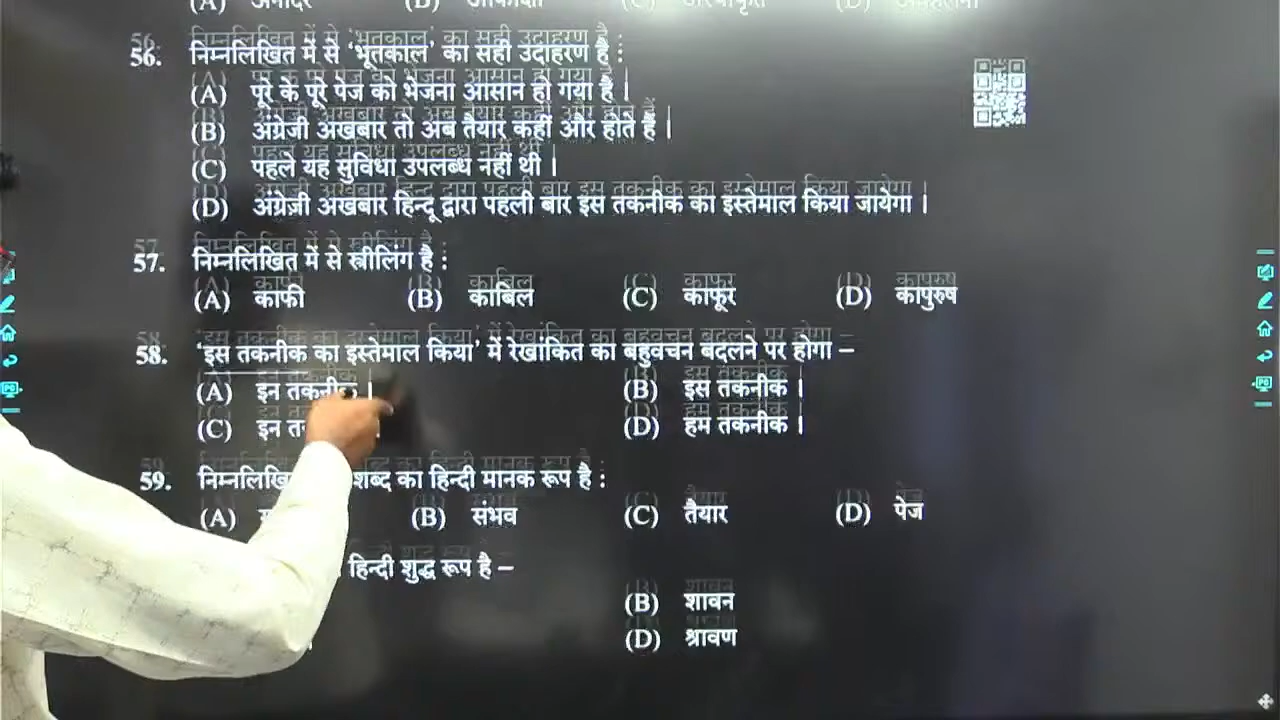 (A) अनादर (B) (C) (D)
56. निम्नलिखित में से 'भूतकाल' का सही उदाहरण है :
(A) पूरे के पूरे पेज को भेजना आसान हो गया है ।
(B) अंग्रेजी अखबार तो अब तैयार कहीं और होते हैं ।
(C) पहले यह सुविधा उपलब्ध नहीं थी ।
(D) अंग्रेज़ी अखबार हिन्दू द्वारा पहली बार इस तकनीक का इस्तेमाल किया जायेगा ।
57. निम्नलिखित में से स्त्रीलिंग है :
(A) काफी (B) काबिल (C) काफूर (D) कापुरुष
58. 'इस तकनीक का इस्तेमाल किया' में रेखांकित का बहुवचन बदलने पर होगा –
(A) इन तकनीक । (B) इस तकनीक ।
(C) इन (D) हम तकनीक ।
59. शब्द का हिन्दी मानक रूप है :
(A) (B) संभव (C) तैयार (D) पेज
हिन्दी शुद्ध रूप है –
(B) शावन
(D) श्रावण